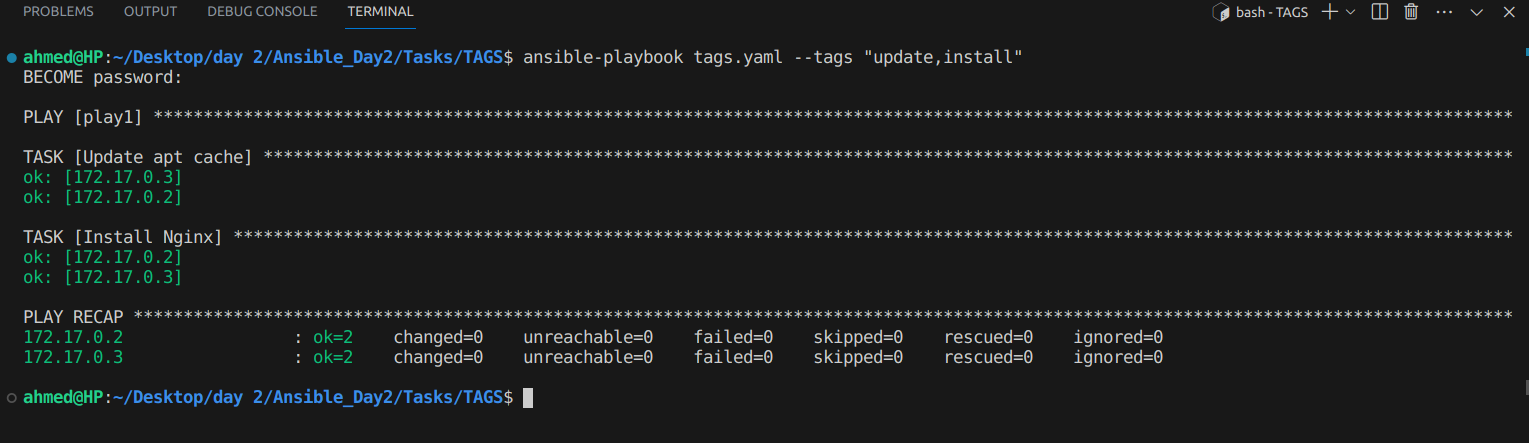 PROBLEMS OUTPUT DEBUG CONSOLE TERMINAL bash - TAGS
ahmed@HP:~/Desktop/day 2/Ansible_Day2/Tasks/TAGS$ ansible-playbook tags.yaml --tags "update,install"
BECOME password:
PLAY [play1] ****************************************************************************************************************************************
TASK [Update apt cache] *****************************************************************************************************************************
ok: [172.17.0.3]
ok: [172.17.0.2]
TASK [Install Nginx] ********************************************************************************************************************************
ok: [172.17.0.2]
ok: [172.17.0.3]
PLAY RECAP ******************************************************************************************************************************************
172.17.0.2                 : ok=2    changed=0    unreachable=0    failed=0    skipped=0    rescued=0    ignored=0
172.17.0.3                 : ok=2    changed=0    unreachable=0    failed=0    skipped=0    rescued=0    ignored=0
ahmed@HP:~/Desktop/day 2/Ansible_Day2/Tasks/TAGS$